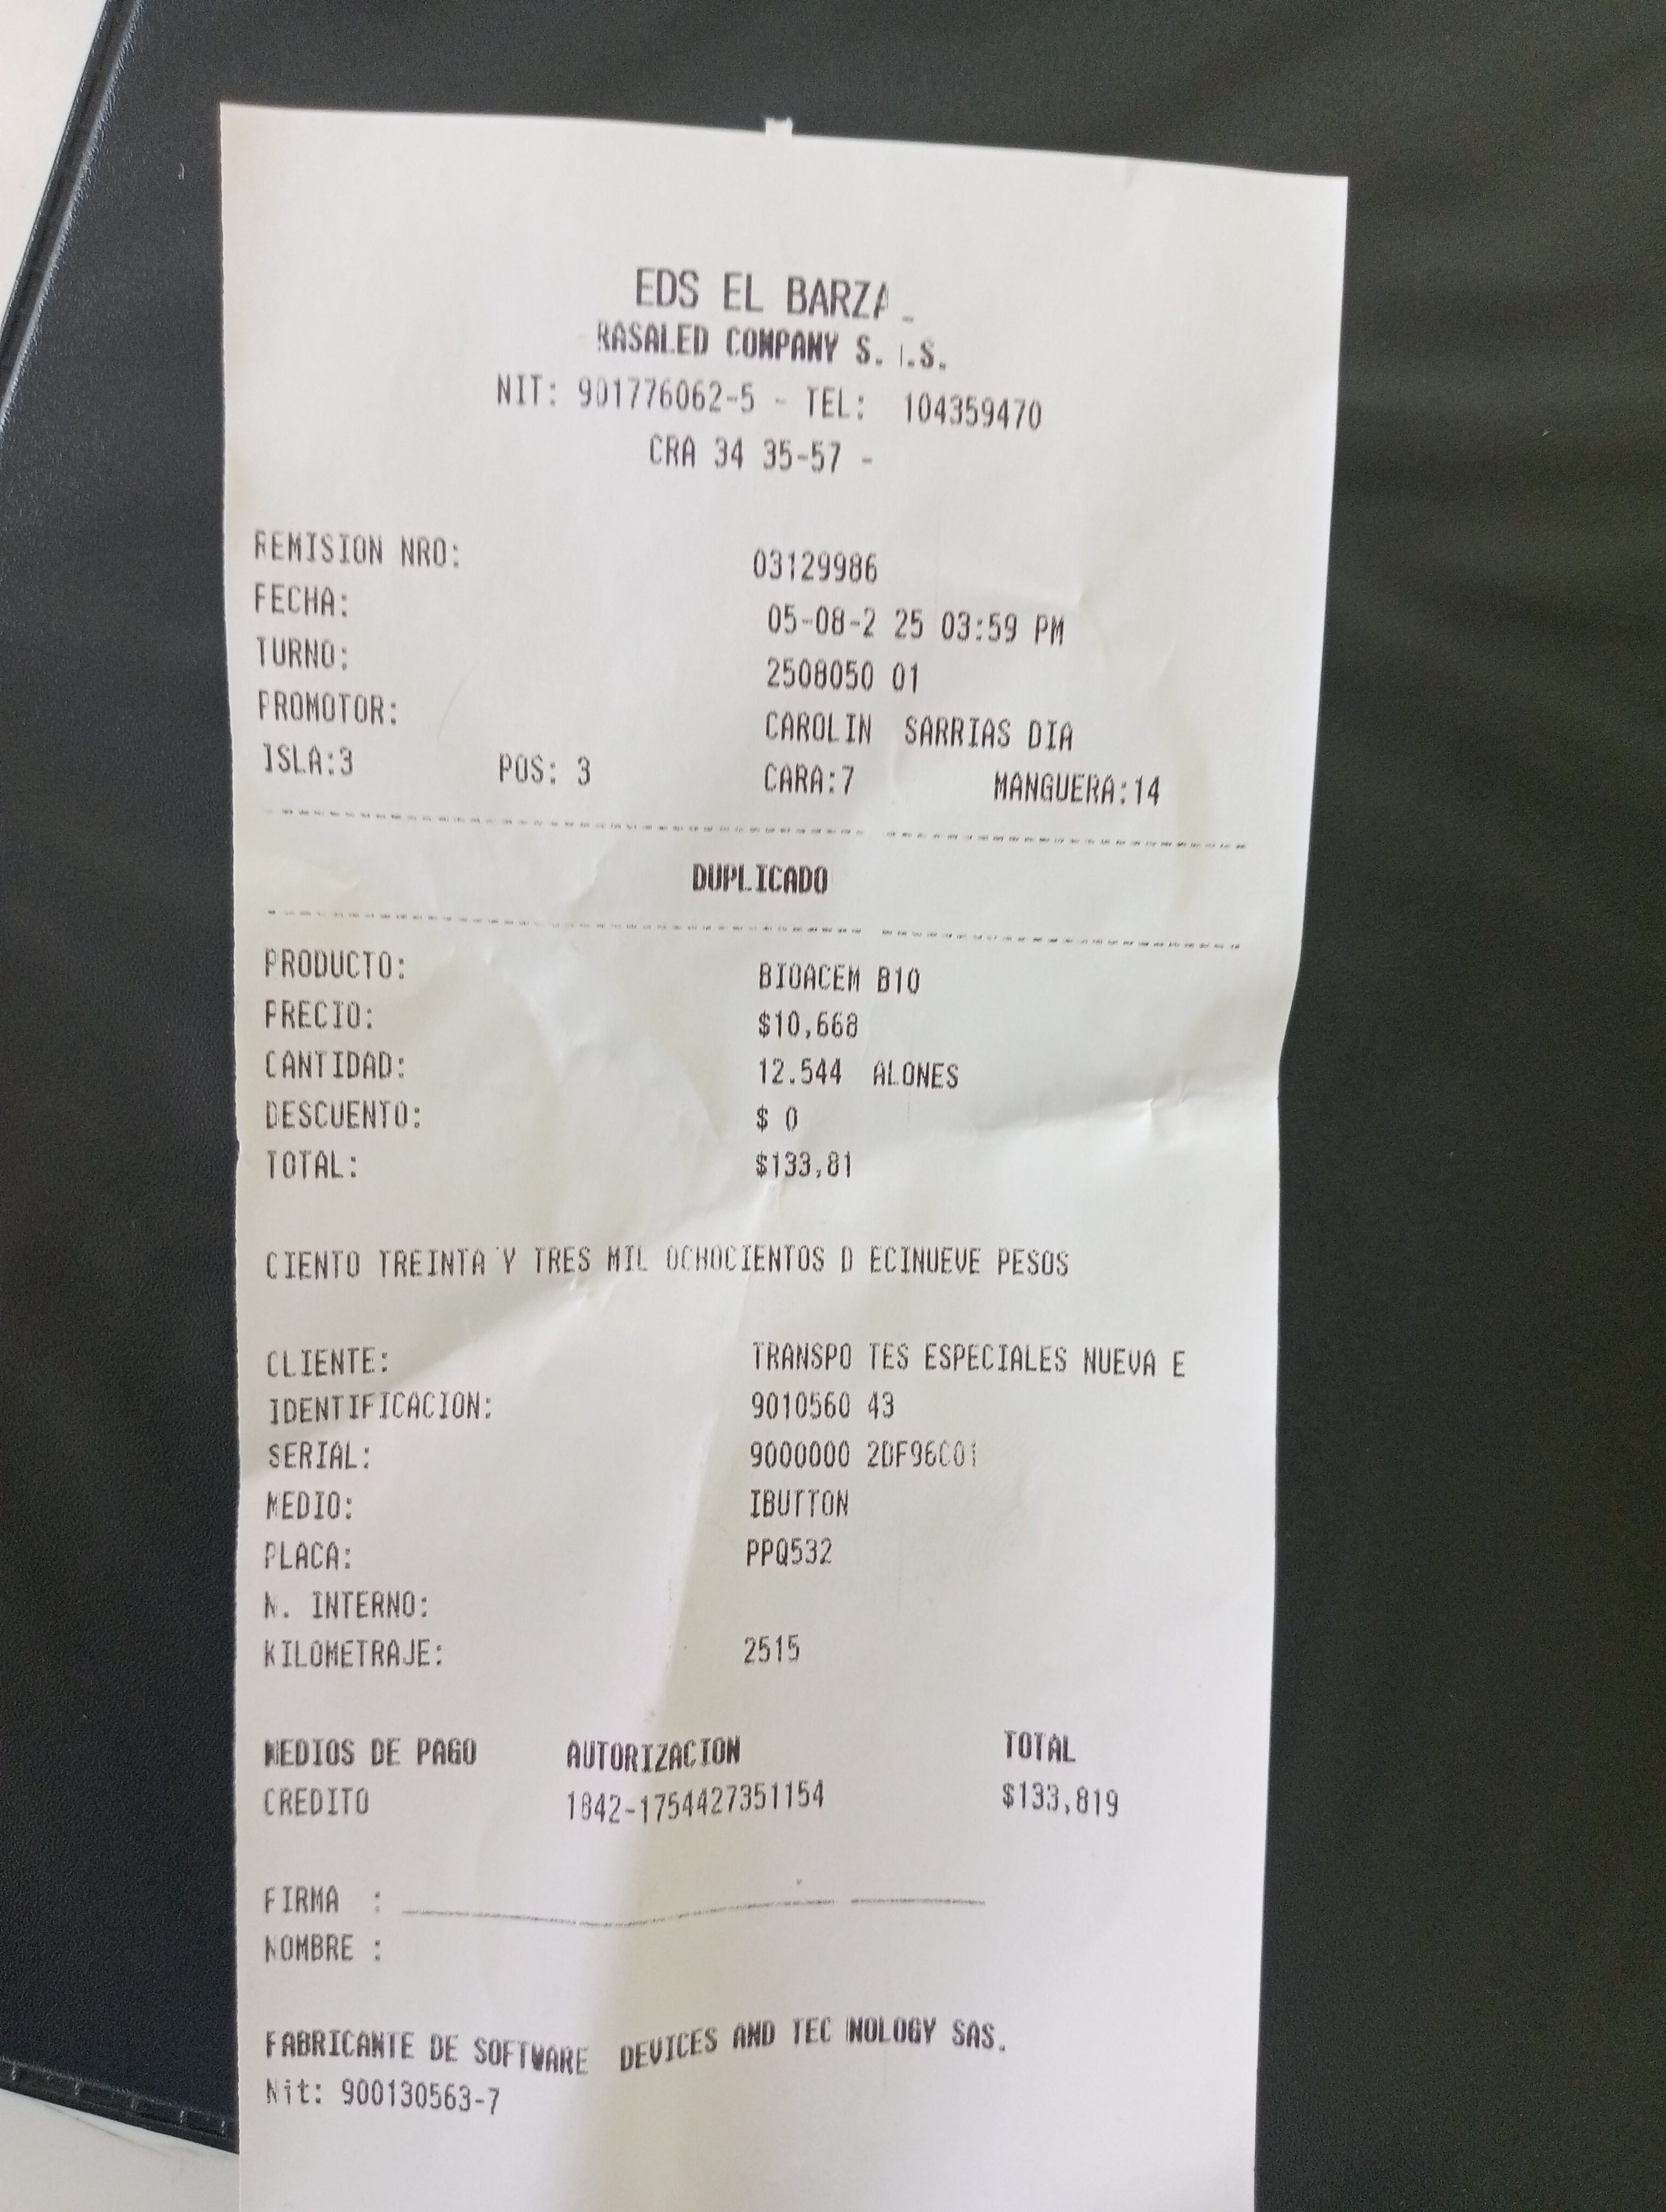 EDS EL BARZA
RASALED COMPANY S. .S.
NIT: 901776062-5 - TEL: 104359470
CRA 34 35-57 -
REMISION NRO: 03129986
FECHA: 05-08-2 25 03:59 PM
TURNO: 2508050 01
PROMOTOR: CAROLIN SARRIAS DIA
ISLA:3 POS: 3 CARA:7 MANGUERA:14
DUPLICADO
PRODUCTO: BIOACEM B10
PRECIO: $10,668
CANTIDAD: 12.544 ALONES
DESCUENTO: $ 0
TOTAL: $133,81
CIENTO TREINTA Y TRES MIL OCHOCIENTOS D ECINUEVE PESOS
CLIENTE: TRANSPO TES ESPECIALES NUEVA E
IDENTIFICACION: 9010560 43
SERIAL: 9000000 2DF96C01
MEDIO: IBUTTON
PLACA: PPQ532
N. INTERNO:
KILOMETRAJE: 2515
MEDIOS DE PAGO AUTORIZACION TOTAL
CREDITO 1842-1754427351154 $133,819
FIRMA :
NOMBRE :
FABRICANTE DE SOFTWARE DEVICES AND TEC NOLOGY SAS.
Nit: 900130563-7